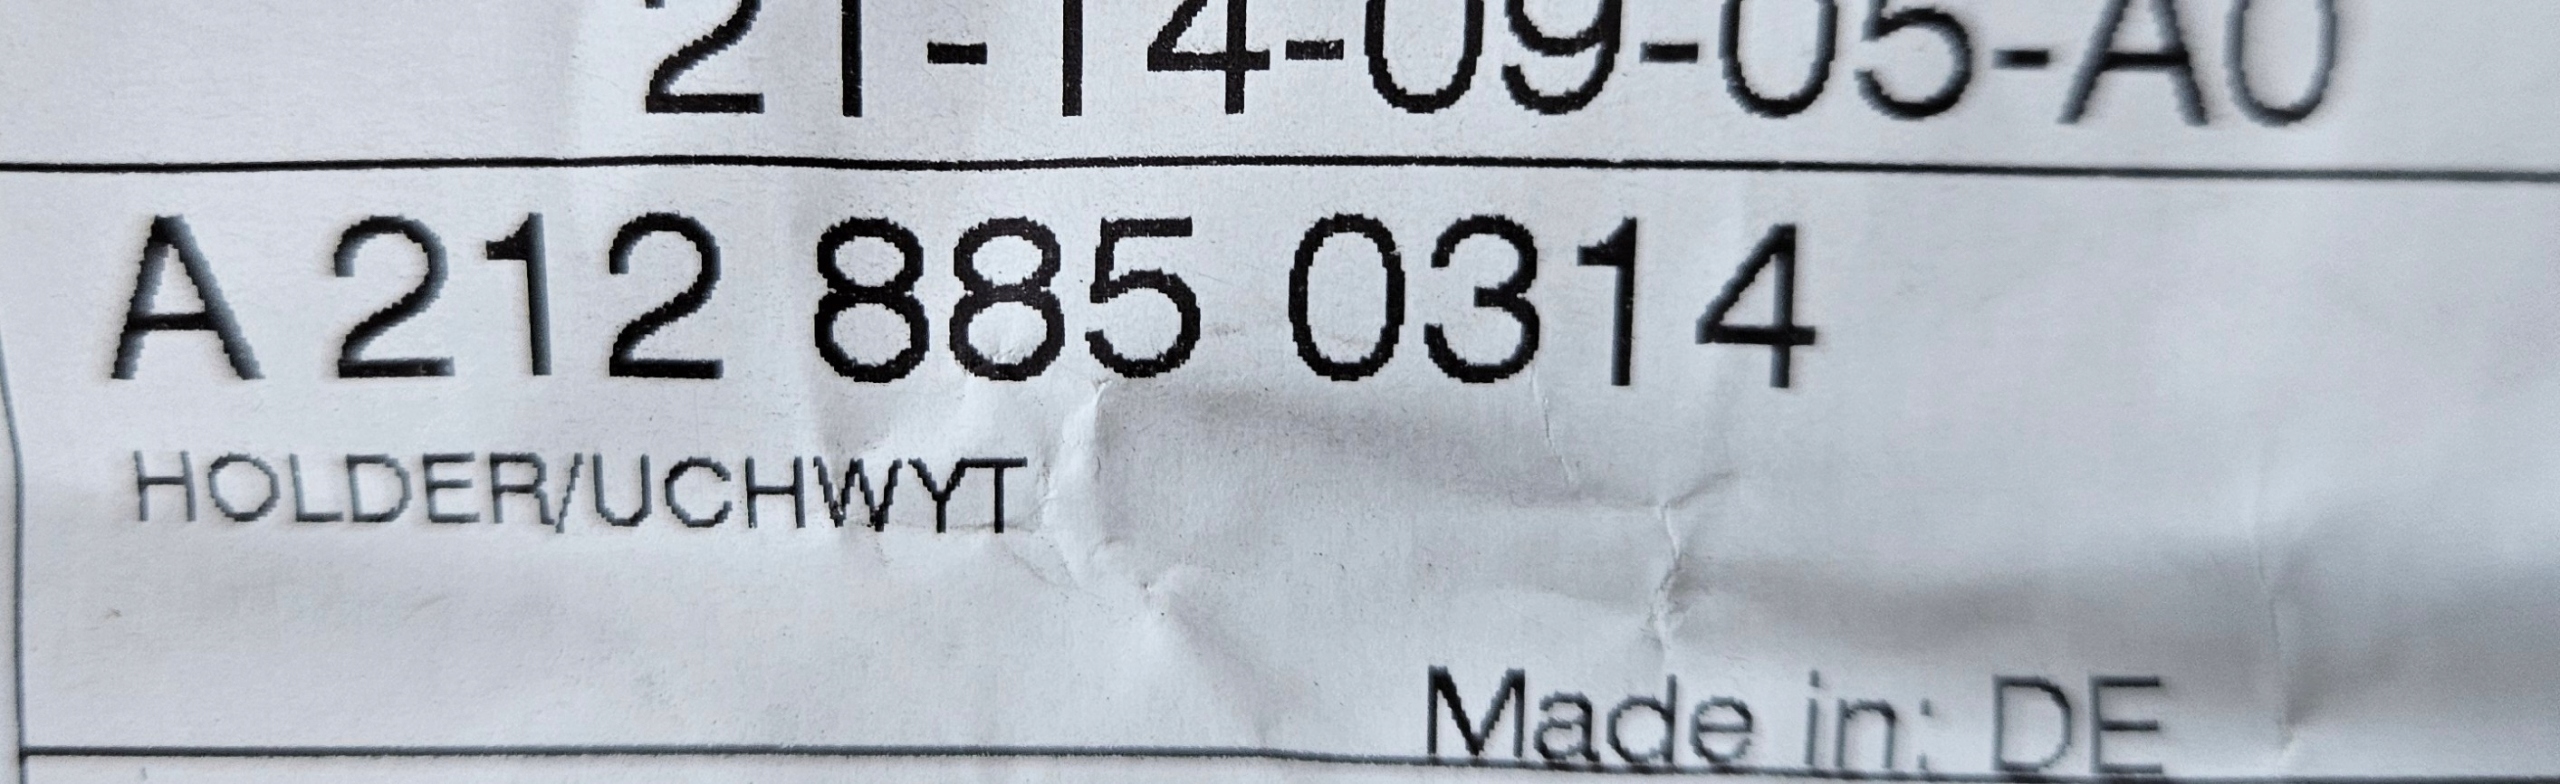 21-14-09-05-A0
A 212 885 0314
HOLDER/UCHWYT
Made in: DE